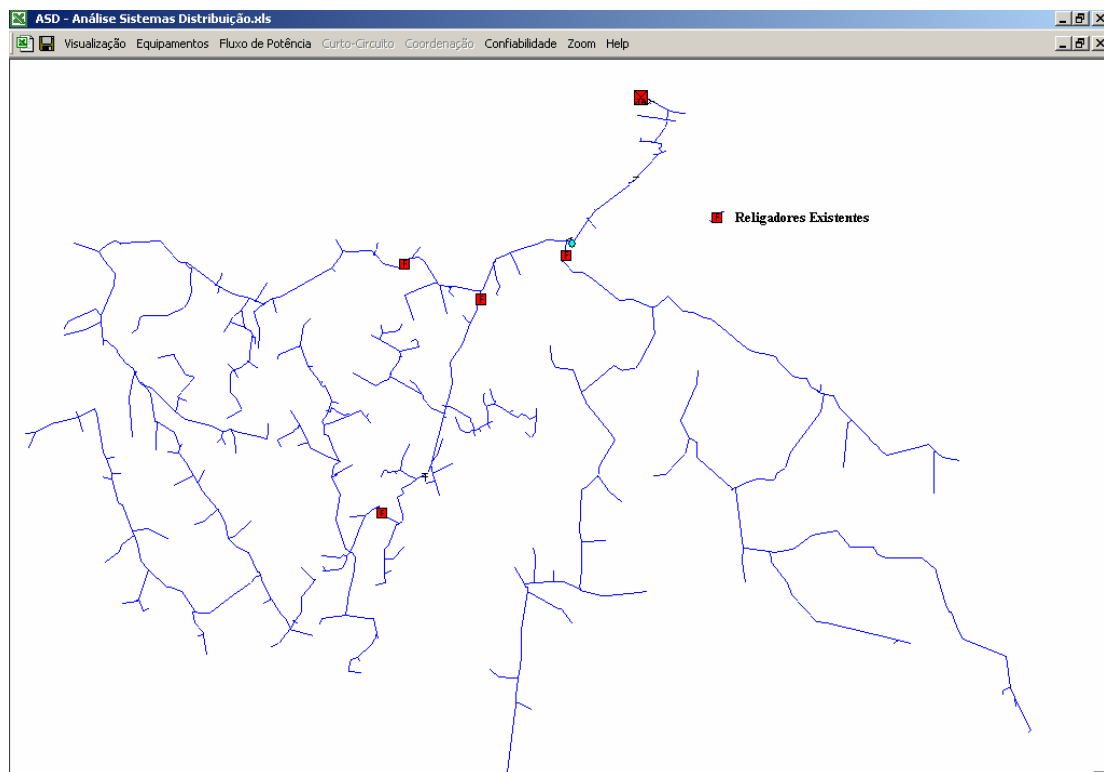 ASD - Análise Sistemas Distribuição.xls
Visualização Equipamentos Fluxo de Potência Curto-Circuito Coordenação Confiabilidade Zoom Help
Religadores Existentes